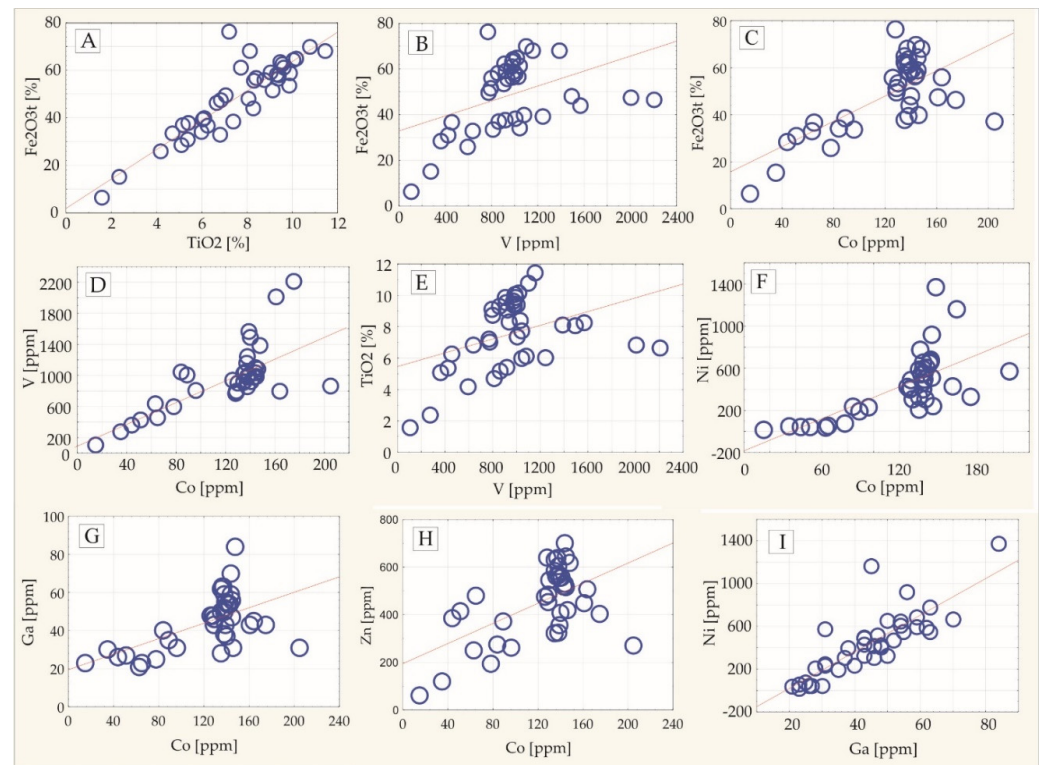 A
Fe2O3t [%]
80
60
40
20
0
0 2 4 6 8 10 12
TiO2 [%]
B
Fe2O3t [%]
80
60
40
20
0
0 400 800 1200 1600 2000 2400
V [ppm]
C
Fe2O3t [%]
80
60
40
20
0
0 40 80 120 160 200
Co [ppm]
D
V [ppm]
2200
1800
1400
1000
600
200
0
0 40 80 120 160 200
Co [ppm]
E
TiO2 [%]
12
10
8
6
4
2
0
0 400 800 1200 1600 2000 2400
V [ppm]
F
Ni [ppm]
1400
1000
600
200
-200
60 120 180
Co [ppm]
G
Ga [ppm]
100
80
60
40
20
0
0 40 80 120 160 200 240
Co [ppm]
H
Zn [ppm]
800
600
400
200
0
0 40 80 120 160 200 240
Co [ppm]
I
Ni [ppm]
1400
1000
600
200
-200
20 40 60 80
Ga [ppm]